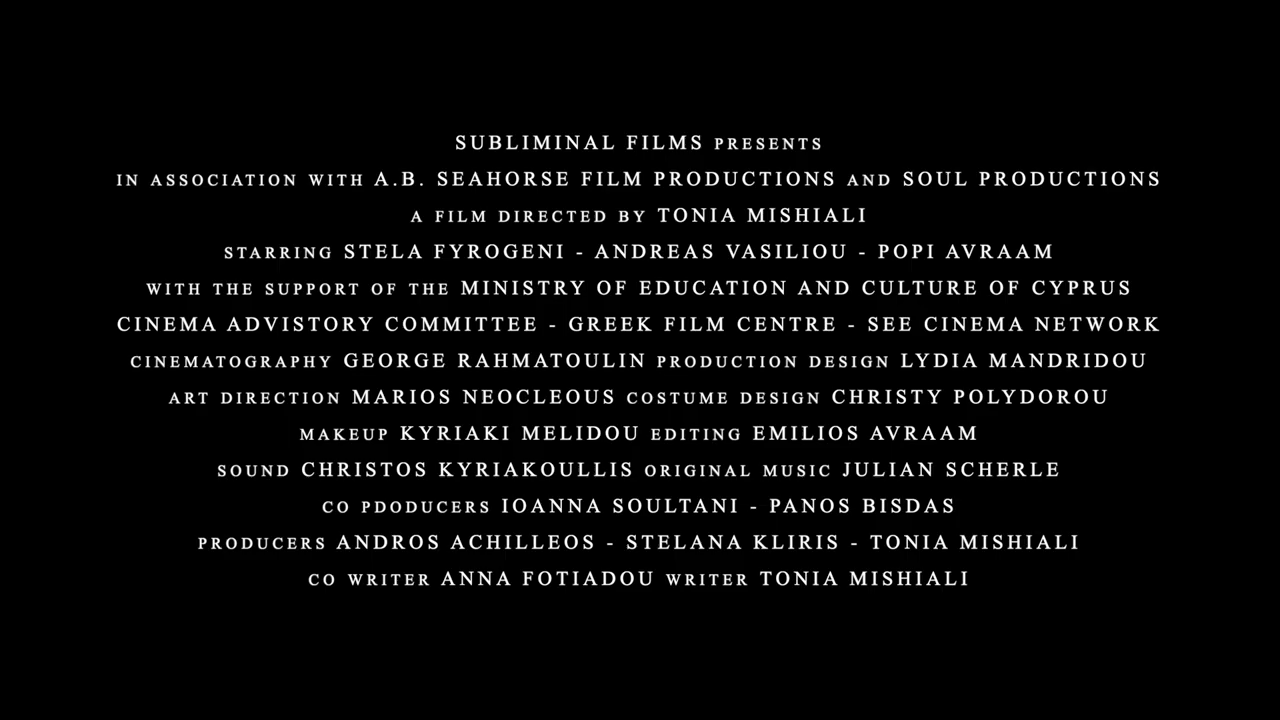 SUBLIMINAL FILMS PRESENTS
IN ASSOCIATION WITH A.B. SEAHORSE FILM PRODUCTIONS AND SOUL PRODUCTIONS
A FILM DIRECTED BY TONIA MISHIALI
STARRING STELA FYROGENI - ANDREAS VASILIOU - POPI AVRAAM
WITH THE SUPPORT OF THE MINISTRY OF EDUCATION AND CULTURE OF CYPRUS
CINEMA ADVISTORY COMMITTEE - GREEK FILM CENTRE - SEE CINEMA NETWORK
CINEMATOGRAPHY GEORGE RAHMATOULIN PRODUCTION DESIGN LYDIA MANDRIDOU
ART DIRECTION MARIOS NEOCLEOUS COSTUME DESIGN CHRISTY POLYDOROU
MAKEUP KYRIAKI MELIDOU EDITING EMILIOS AVRAAM
SOUND CHRISTOS KYRIAKOULLIS ORIGINAL MUSIC JULIAN SCHERLE
CO PDODUCERS IOANNA SOULTANI - PANOS BISDAS
PRODUCERS ANDROS ACHILLEOS - STELANA KLIRIS - TONIA MISHIALI
CO WRITER ANNA FOTIADOU WRITER TONIA MISHIALI